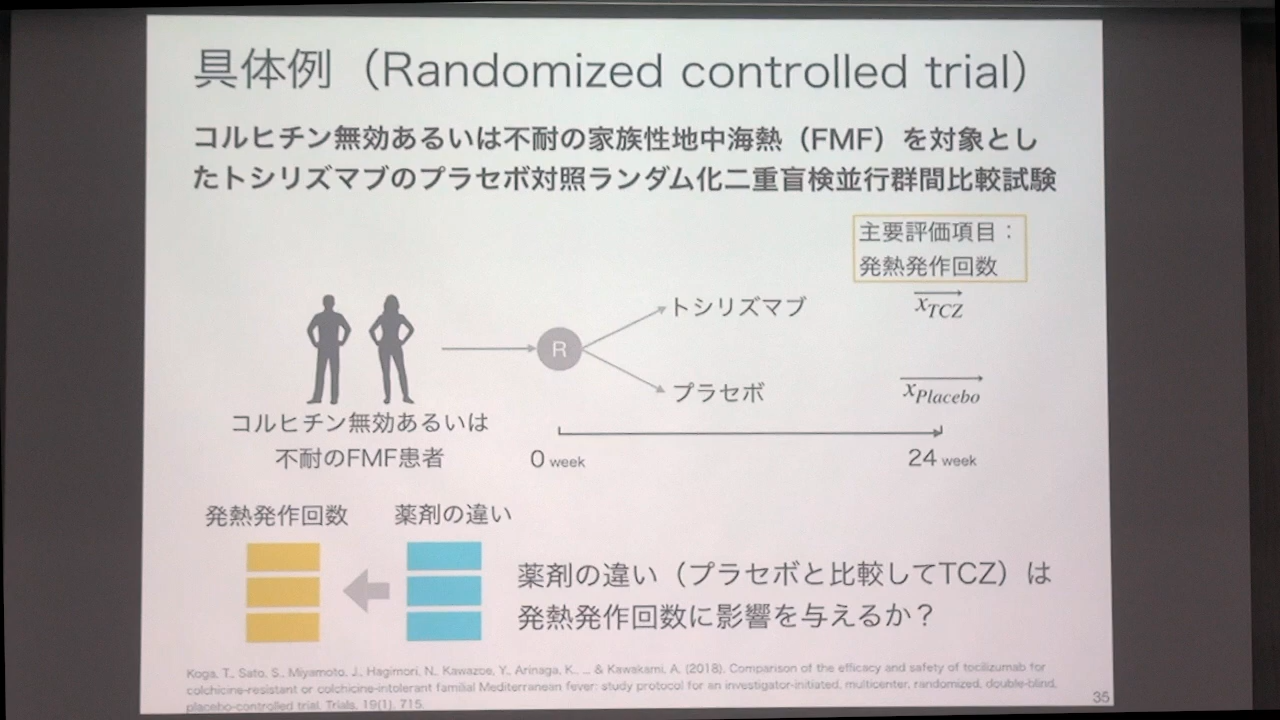 具体例（Randomized controlled trial）
コルヒチン無効あるいは不耐の家族性地中海熱（FMF）を対象とし
たトシリズマブのプラセボ対照ランダム化二重盲検並行群間比較試験
主要評価項目：
発熱発作回数
トシリズマブ
x_TCZ
R
プラセボ
x_Placebo
コルヒチン無効あるいは
不耐のFMF患者
0 week
24 week
発熱発作回数
薬剤の違い
薬剤の違い（プラセボと比較してTCZ）は
発熱発作回数に影響を与えるか？
Koga, T., Sato, S., Miyamoto, J., Hagimori, N., Kawazoe, Y., Arinaga, K., ... & Kawakami, A. (2018). Comparison of the efficacy and safety of tocilizumab for
colchicine-resistant or colchicine-intolerant familial Mediterranean fever: study protocol for an investigator-initiated, multicenter, randomized, double-blind,
placebo-controlled trial. Trials, 19(1), 715.
35